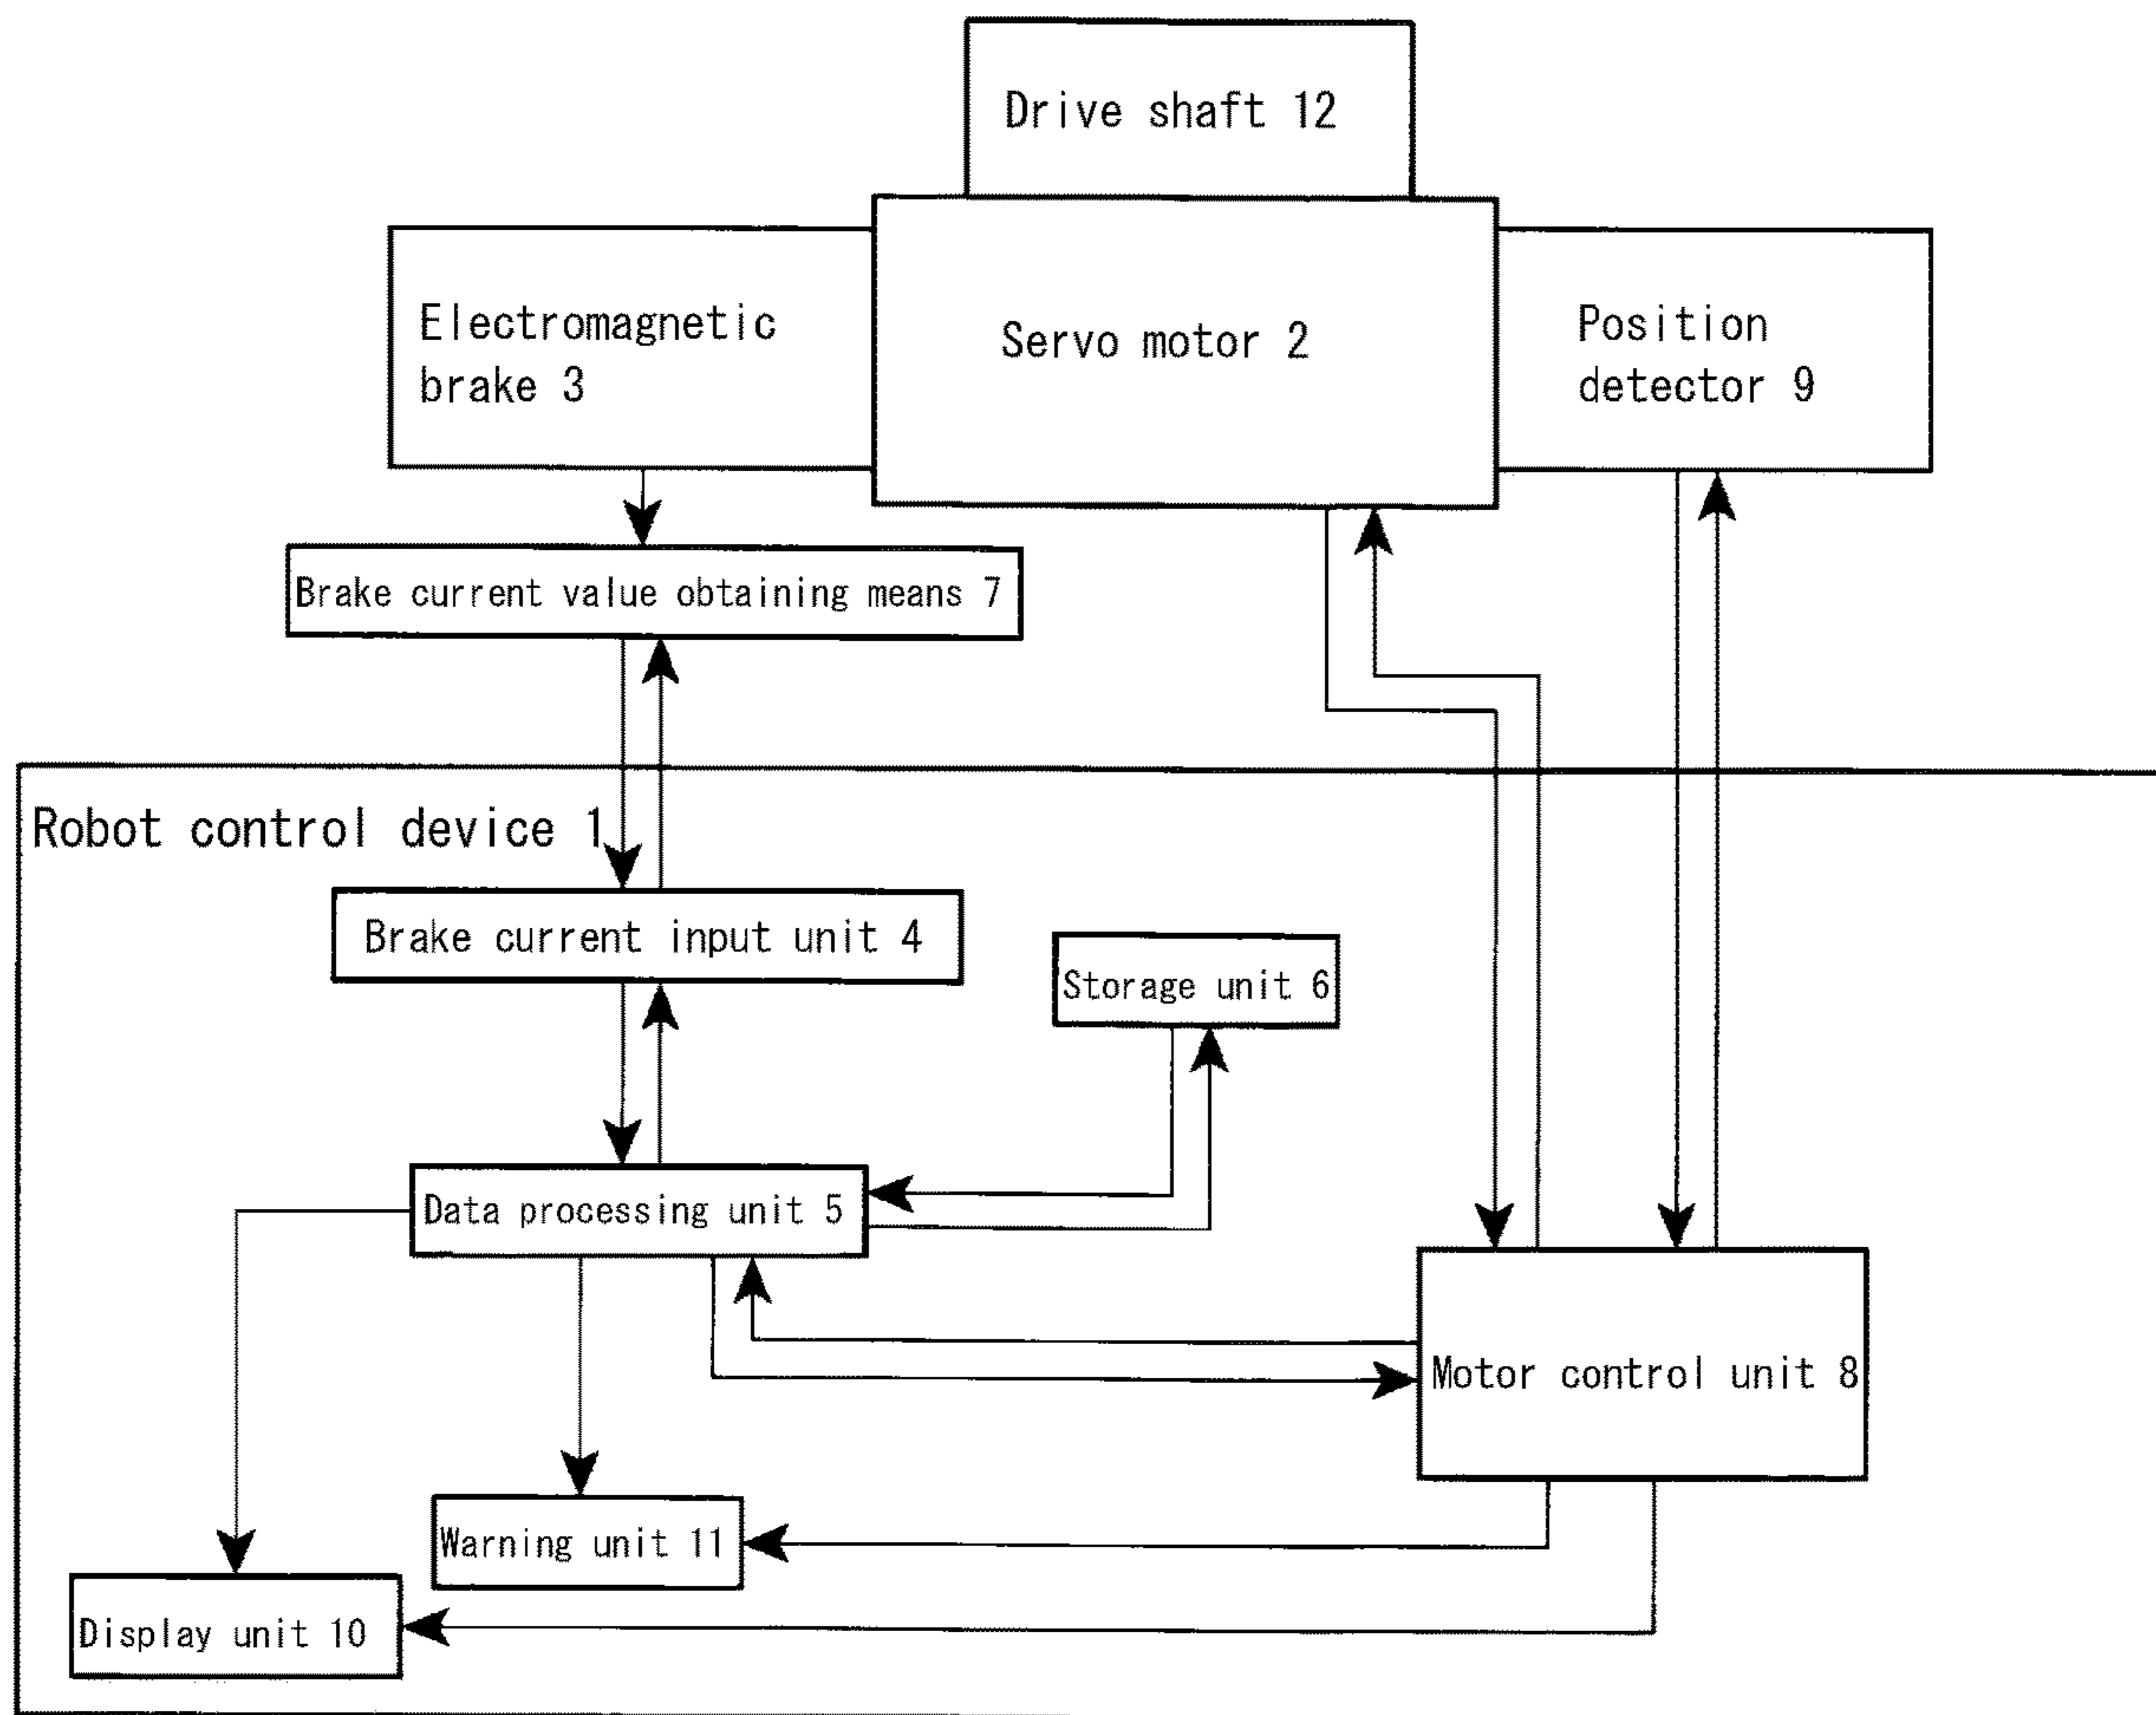 Drive shaft 12
Electromagnetic
brake 3
Servo motor 2
Position
detector 9
Brake current value obtaining means 7
Robot control device 1
Brake current input unit 4
Storage unit 6
Data processing unit 5
Motor control unit 8
Warning unit 11
Display unit 10